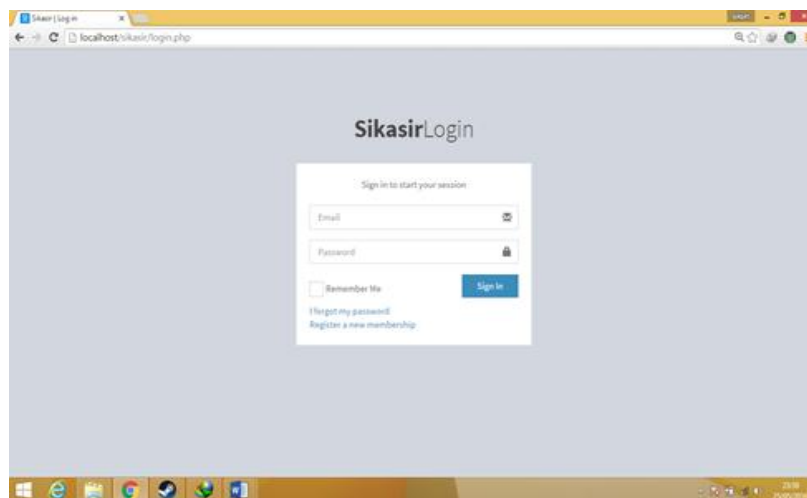 Sikasir | Log in
localhost/sikasir/login.php
SikasirLogin
Sign in to start your session
Email
Password
Remember Me
Sign In
I forgot my password
Register a new membership